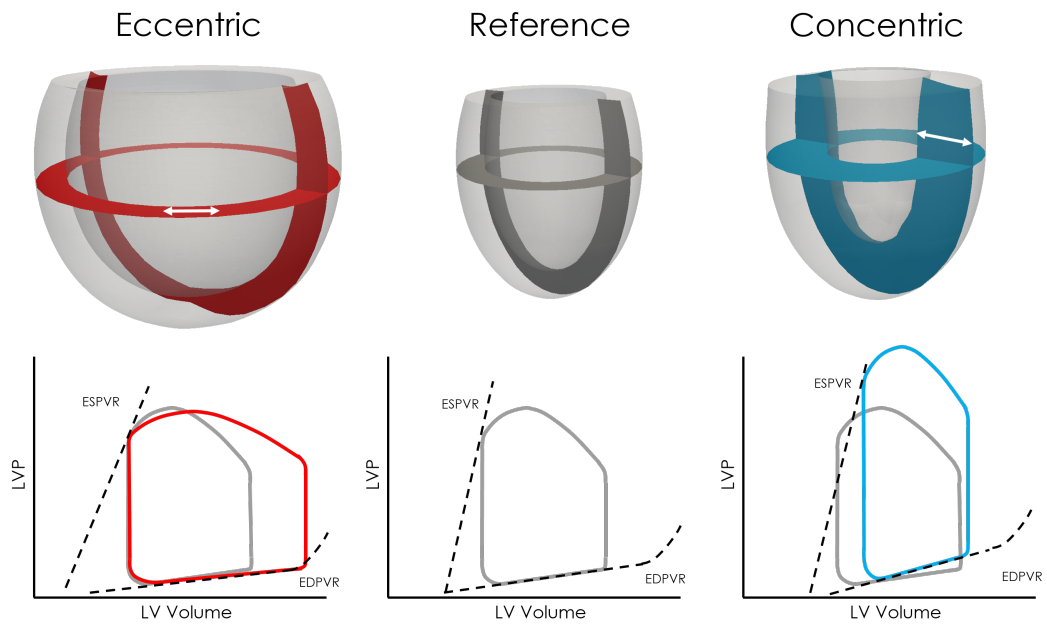 Eccentric
Reference
Concentric
ESPVR
LVP
EDPVR
LV Volume
ESPVR
LVP
EDPVR
LV Volume
ESPVR
LVP
EDPVR
LV Volume